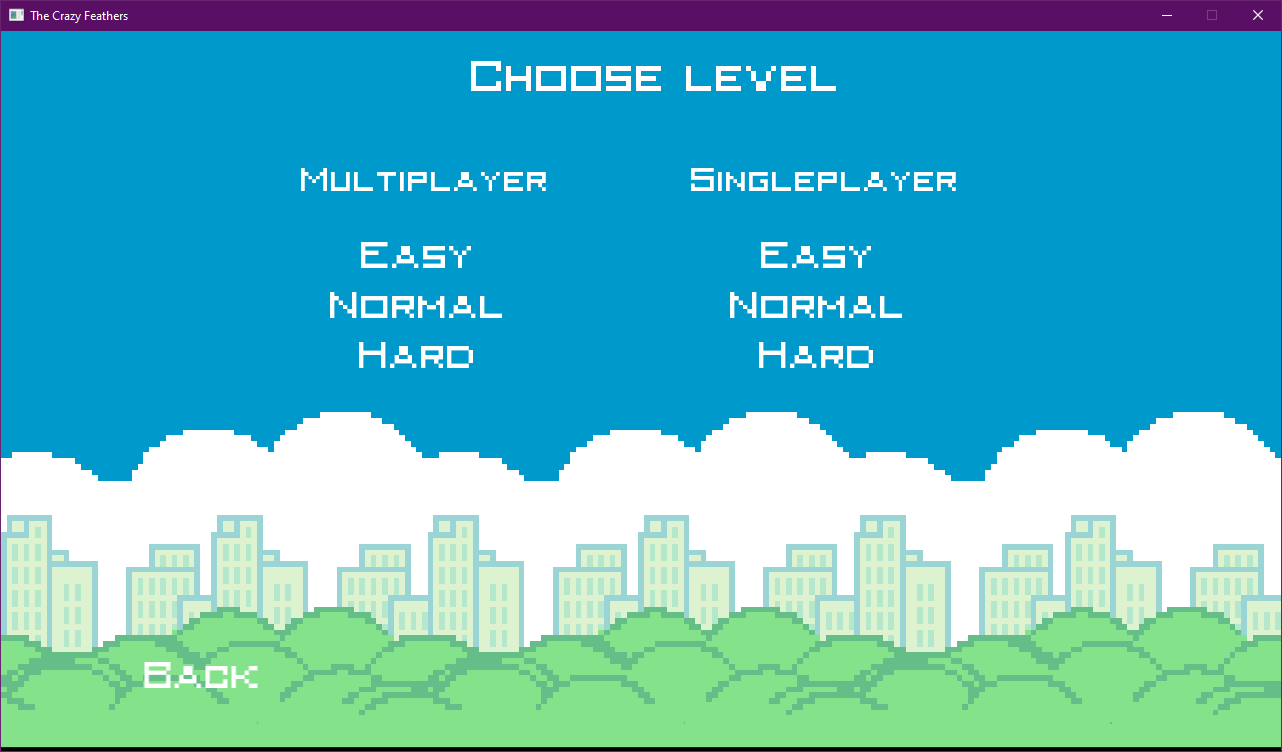 The Crazy Feathers
Choose level
Multiplayer
Singleplayer
Easy
Easy
Normal
Normal
Hard
Hard
Back